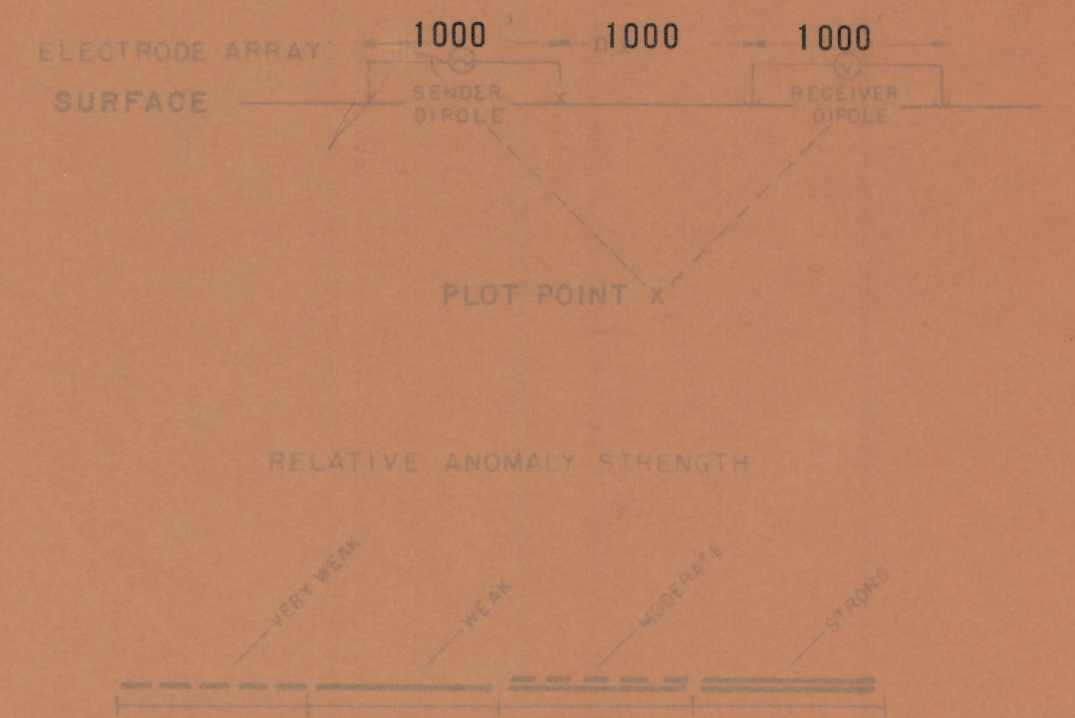 1000 1000 1000
ELECTRODE ARRAY
SURFACE
SENDER DIPOLE
RECEIVER DIPOLE
V
PLOT POINT X
RELATIVE ANOMALY STRENGTH
VERY WEAK
WEAK
MODERATE
STRONG